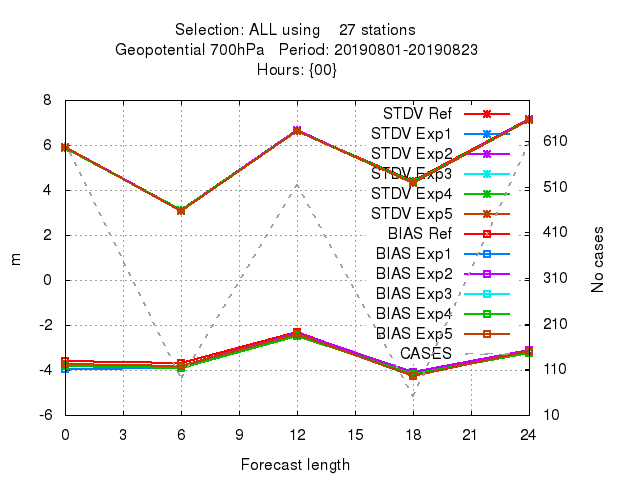 Selection: ALL using 27 stations
Geopotential 700hPa Period: 20190801-20190823
Hours: {00}
8
6
4
2
0
-2
-4
-6
m
STDV Ref
STDV Exp1
STDV Exp2
STDV Exp3
STDV Exp4
STDV Exp5
BIAS Ref
BIAS Exp1
BIAS Exp2
BIAS Exp3
BIAS Exp4
BIAS Exp5
CASES
610
510
410
310
210
110
10
No cases
0 3 6 9 12 15 18 21 24
Forecast length